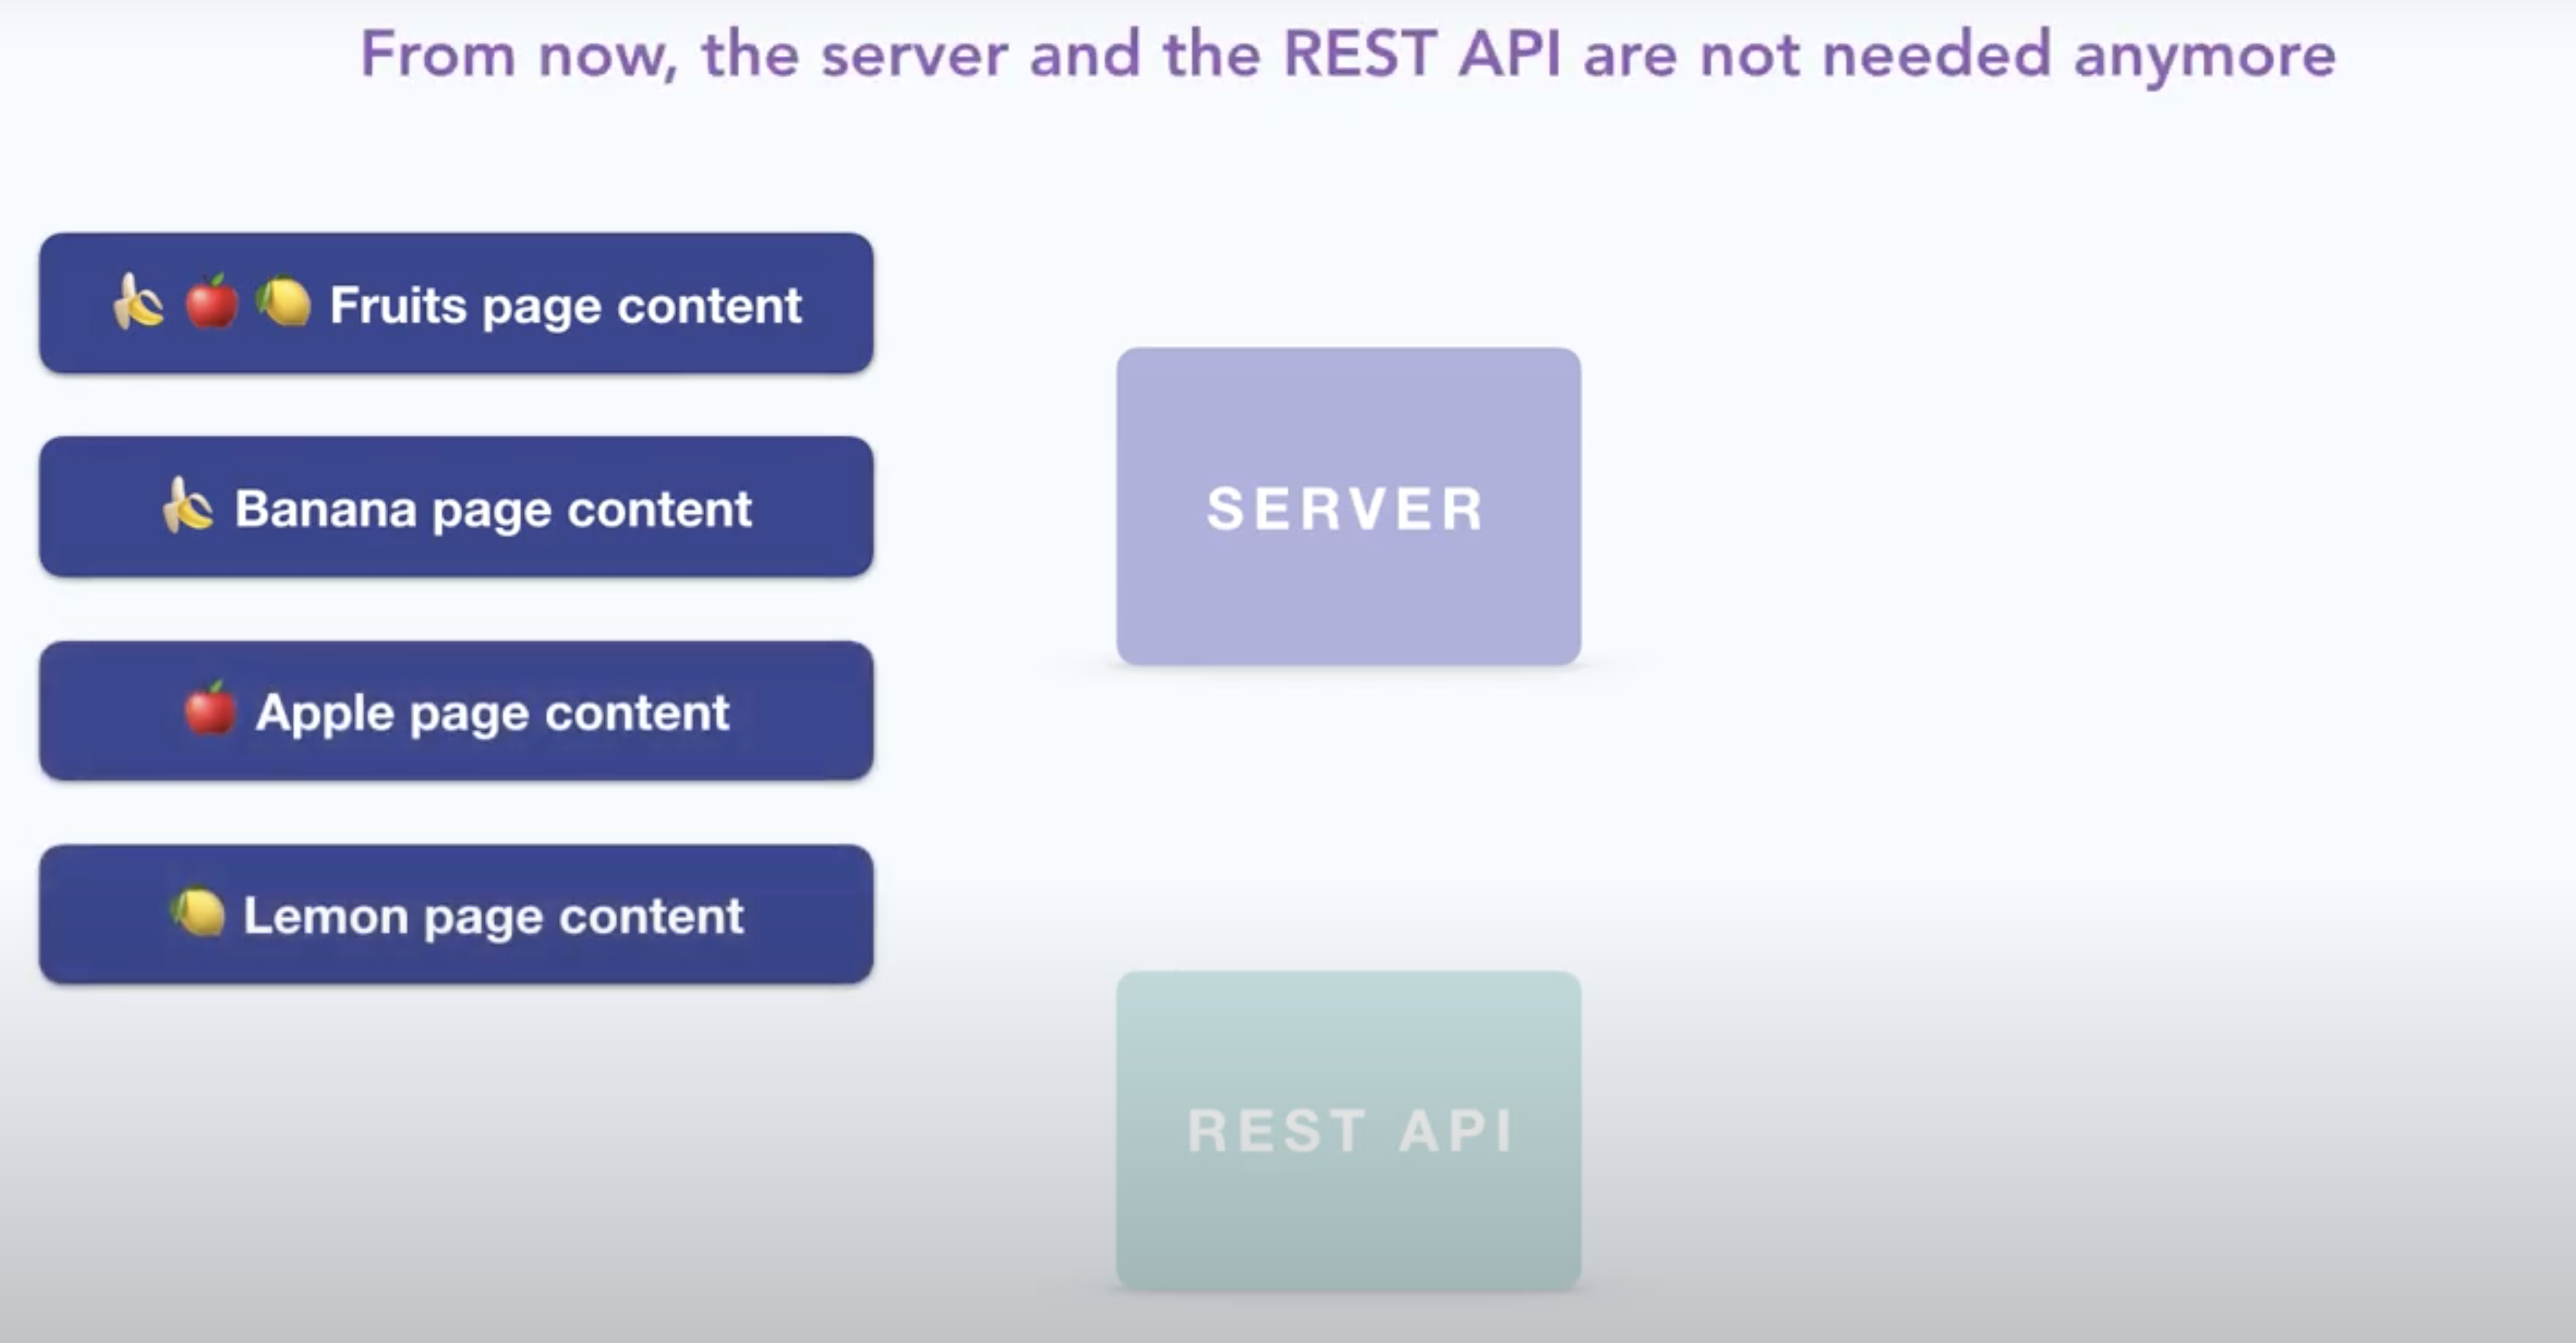 From now, the server and the REST API are not needed anymore
🍌 🍎 🍋 Fruits page content
🍌 Banana page content
🍎 Apple page content
🍋 Lemon page content
SERVER
REST API